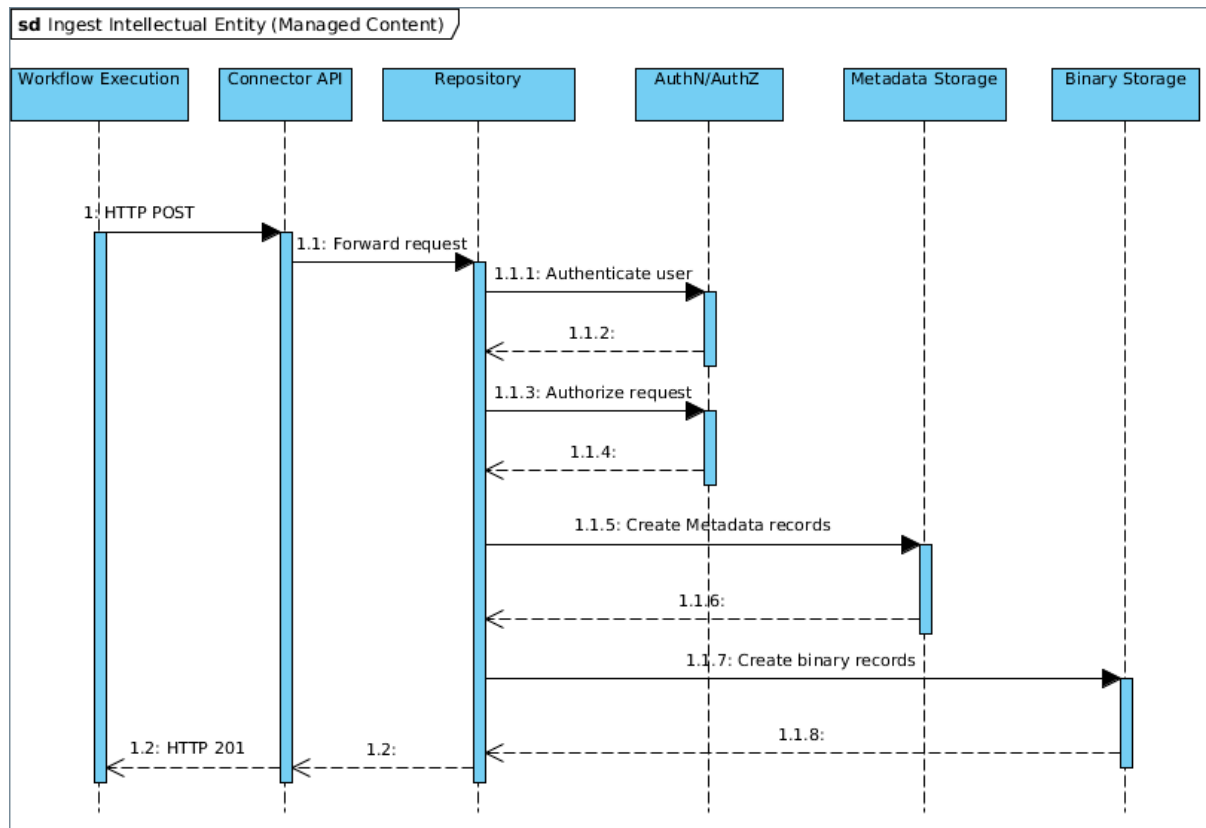 sd Ingest Intellectual Entity (Managed Content)
Workflow Execution
Connector API
Repository
AuthN/AuthZ
Metadata Storage
Binary Storage
1: HTTP POST
1.1: Forward request
1.1.1: Authenticate user
1.1.2:
1.1.3: Authorize request
1.1.4:
1.1.5: Create Metadata records
1.1.6:
1.1.7: Create binary records
1.1.8:
1.2: HTTP 201
1.2: